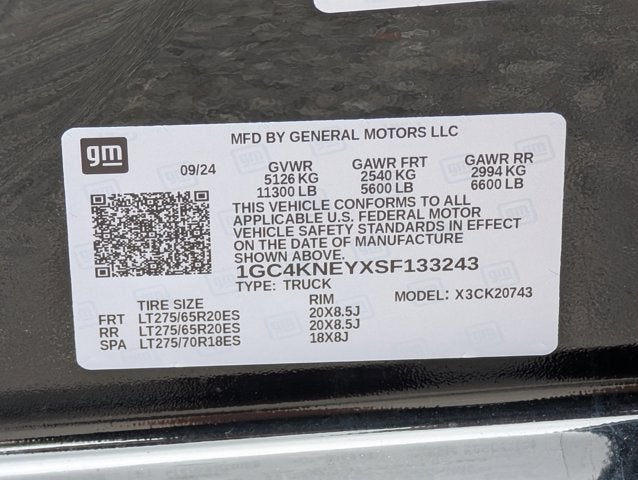 gm
MFD BY GENERAL MOTORS LLC
09/24 GVWR GAWR FRT GAWR RR
5126 KG 2540 KG 2994 KG
11300 LB 5600 LB 6600 LB
THIS VEHICLE CONFORMS TO ALL
APPLICABLE U.S. FEDERAL MOTOR
VEHICLE SAFETY STANDARDS IN EFFECT
ON THE DATE OF MANUFACTURE
SHOWN ABOVE.
1GC4KNEYXSF133243
TYPE: TRUCK MODEL: X3CK20743
TIRE SIZE RIM
FRT LT275/65R20ES 20X8.5J
RR LT275/65R20ES 20X8.5J
SPA LT275/70R18ES 18X8J